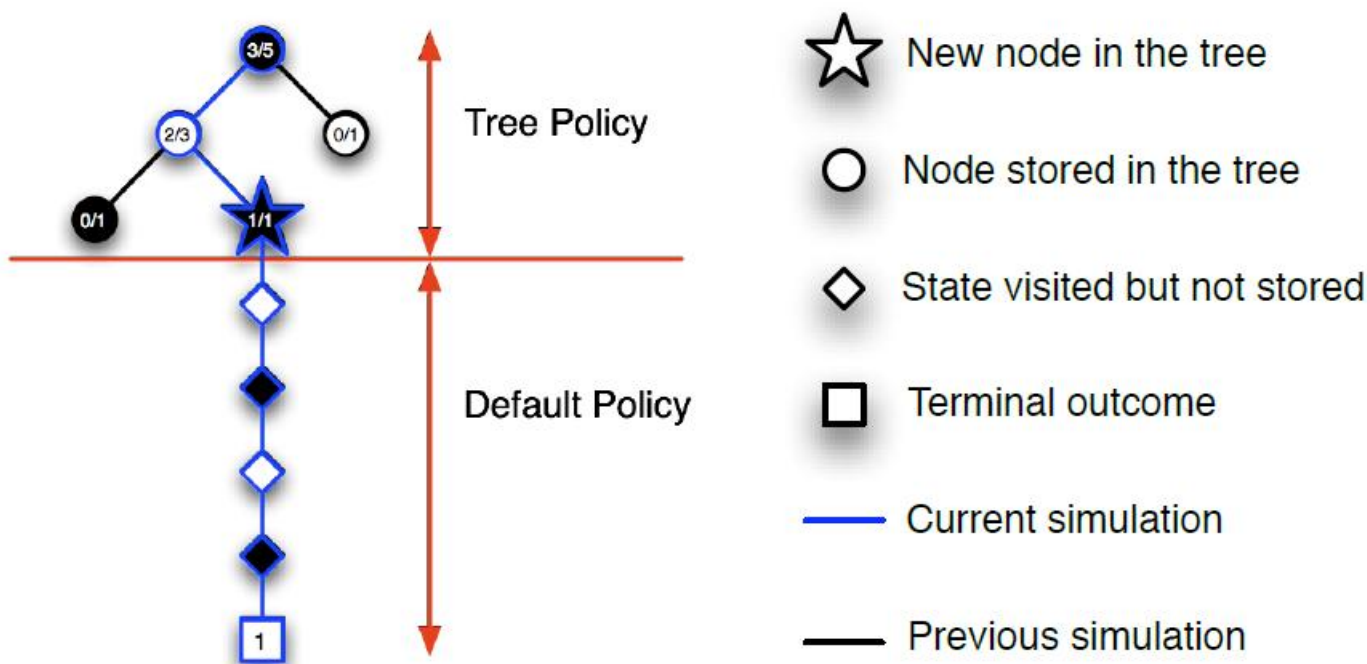 3/5
2/3
0/1
0/1
1/1
Tree Policy
Default Policy
1
New node in the tree
Node stored in the tree
State visited but not stored
Terminal outcome
Current simulation
Previous simulation